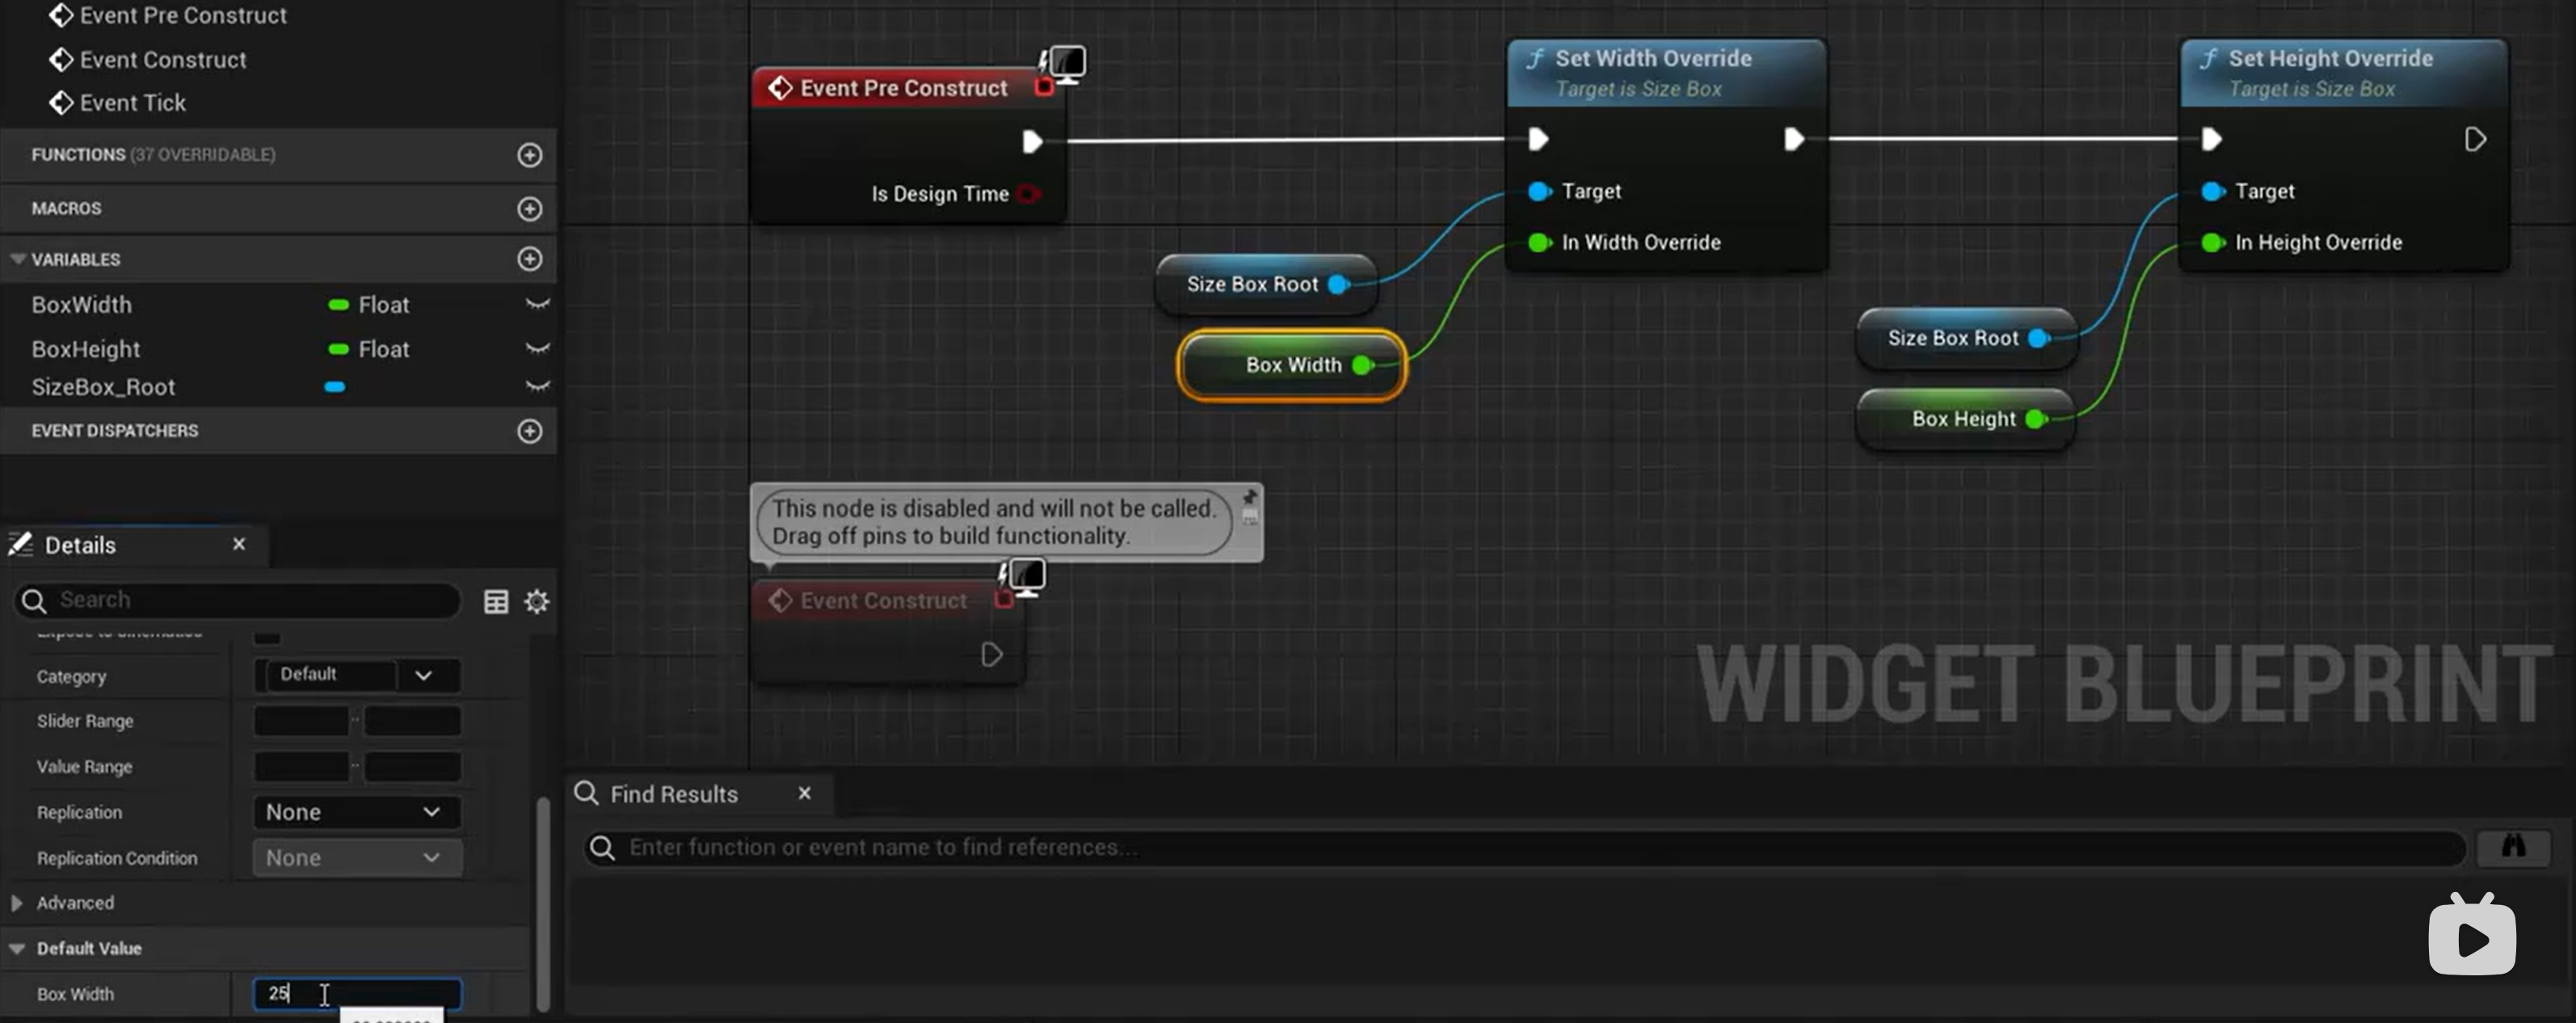 Event Pre Construct
Event Construct
Event Tick
FUNCTIONS (37 OVERRIDABLE)
MACROS
VARIABLES
BoxWidth Float
BoxHeight Float
SizeBox_Root
EVENT DISPATCHERS
Details
Search
Category Default
Slider Range
Value Range
Replication None
Replication Condition None
Advanced
Default Value
Box Width 25
Event Pre Construct
Is Design Time
Size Box Root
Box Width
Set Width Override
Target is Size Box
Target
In Width Override
Size Box Root
Box Height
Set Height Override
Target is Size Box
Target
In Height Override
This node is disabled and will not be called.
Drag off pins to build functionality.
Event Construct
WIDGET BLUEPRINT
Find Results
Enter function or event name to find references...